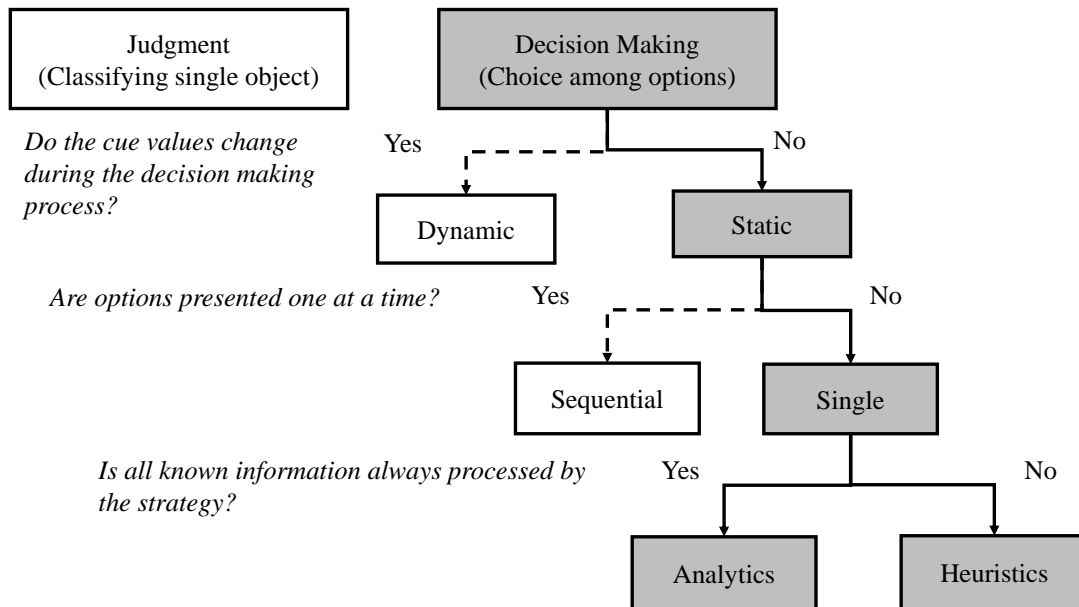 Judgment
(Classifying single object)
Decision Making
(Choice among options)
Do the cue values change
during the decision making
process?
Yes
No
Dynamic
Static
Are options presented one at a time?
Yes
No
Sequential
Single
Is all known information always processed by
the strategy?
Yes
No
Analytics
Heuristics